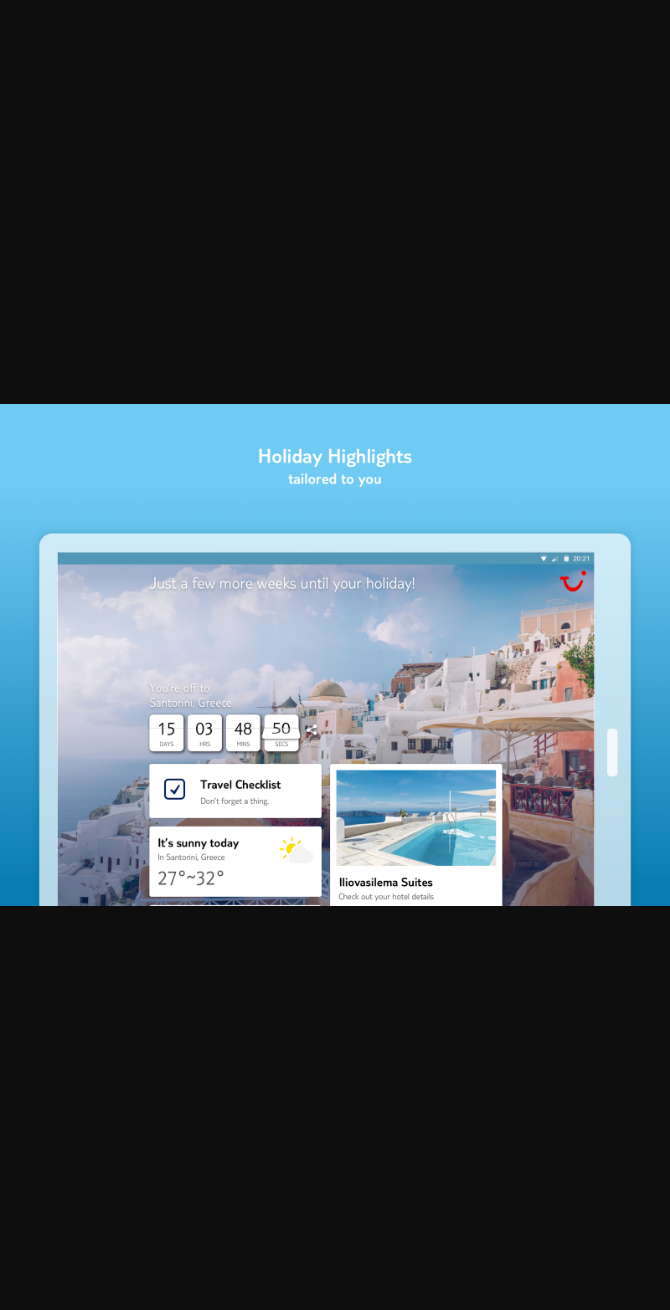 Holiday Highlights
tailored to you
20:21
Just a few more weeks until your holiday!
You're off to
Santorini, Greece
15 03 48 50
DAYS HRS MINS SECS
Travel Checklist
Don't forget a thing.
It's sunny today
In Santorini, Greece
27°~32°
Iliovasilema Suites
Check out your hotel details